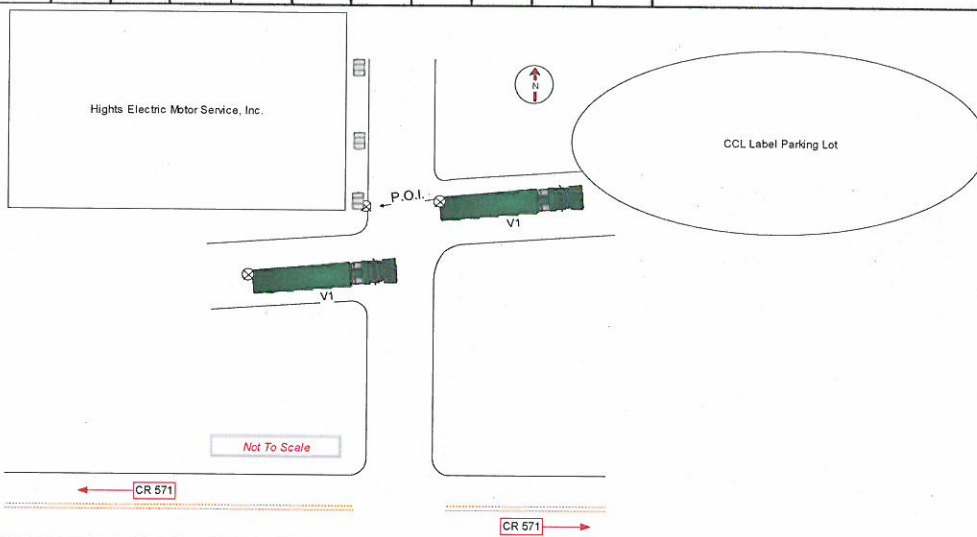 Hights Electric Motor Service, Inc.
N
CCL Label Parking Lot
P.O.I.
V1
V1
Not To Scale
CR 571
CR 571